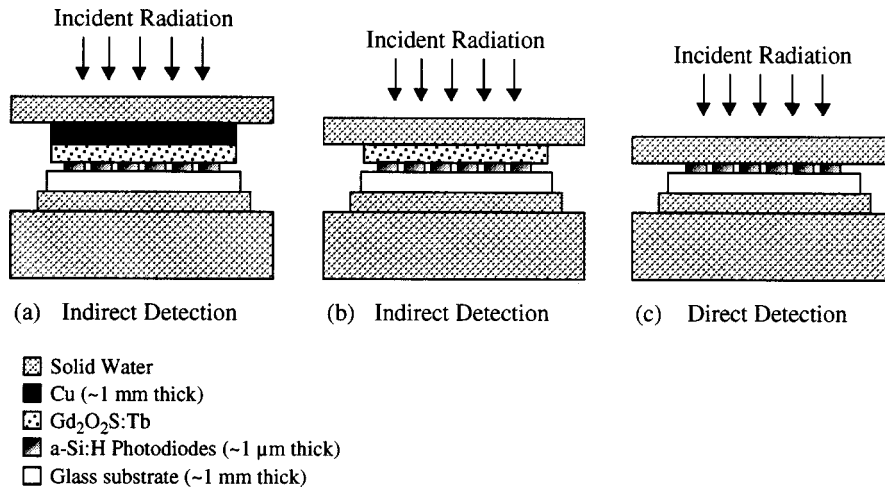 Incident Radiation
Incident Radiation
Incident Radiation
(a) Indirect Detection
(b) Indirect Detection
(c) Direct Detection
Solid Water
Cu (~1 mm thick)
Gd₂O₂S:Tb
a-Si:H Photodiodes (~1 μm thick)
Glass substrate (~1 mm thick)